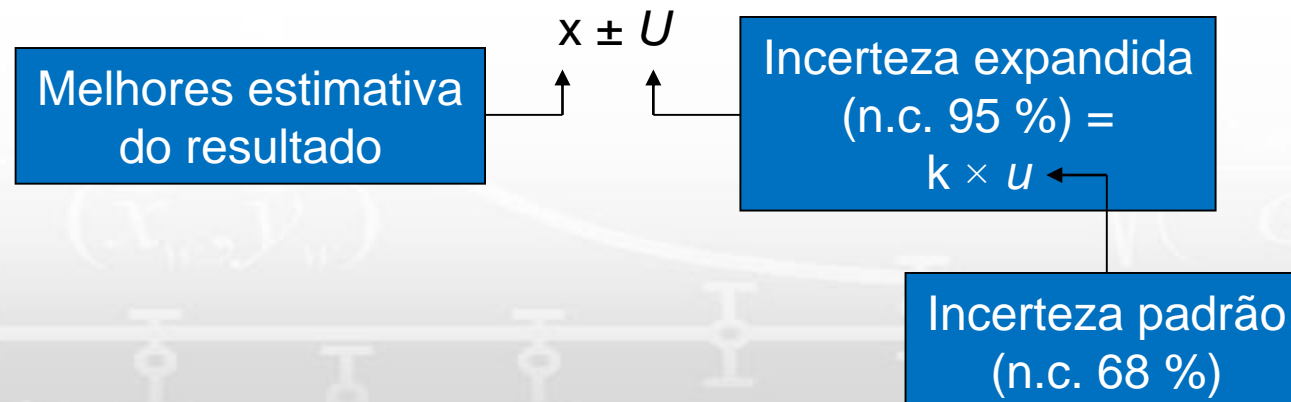 x ± U
Melhores estimativa
do resultado
Incerteza expandida
(n.c. 95 %) =
k × u
Incerteza padrão
(n.c. 68 %)